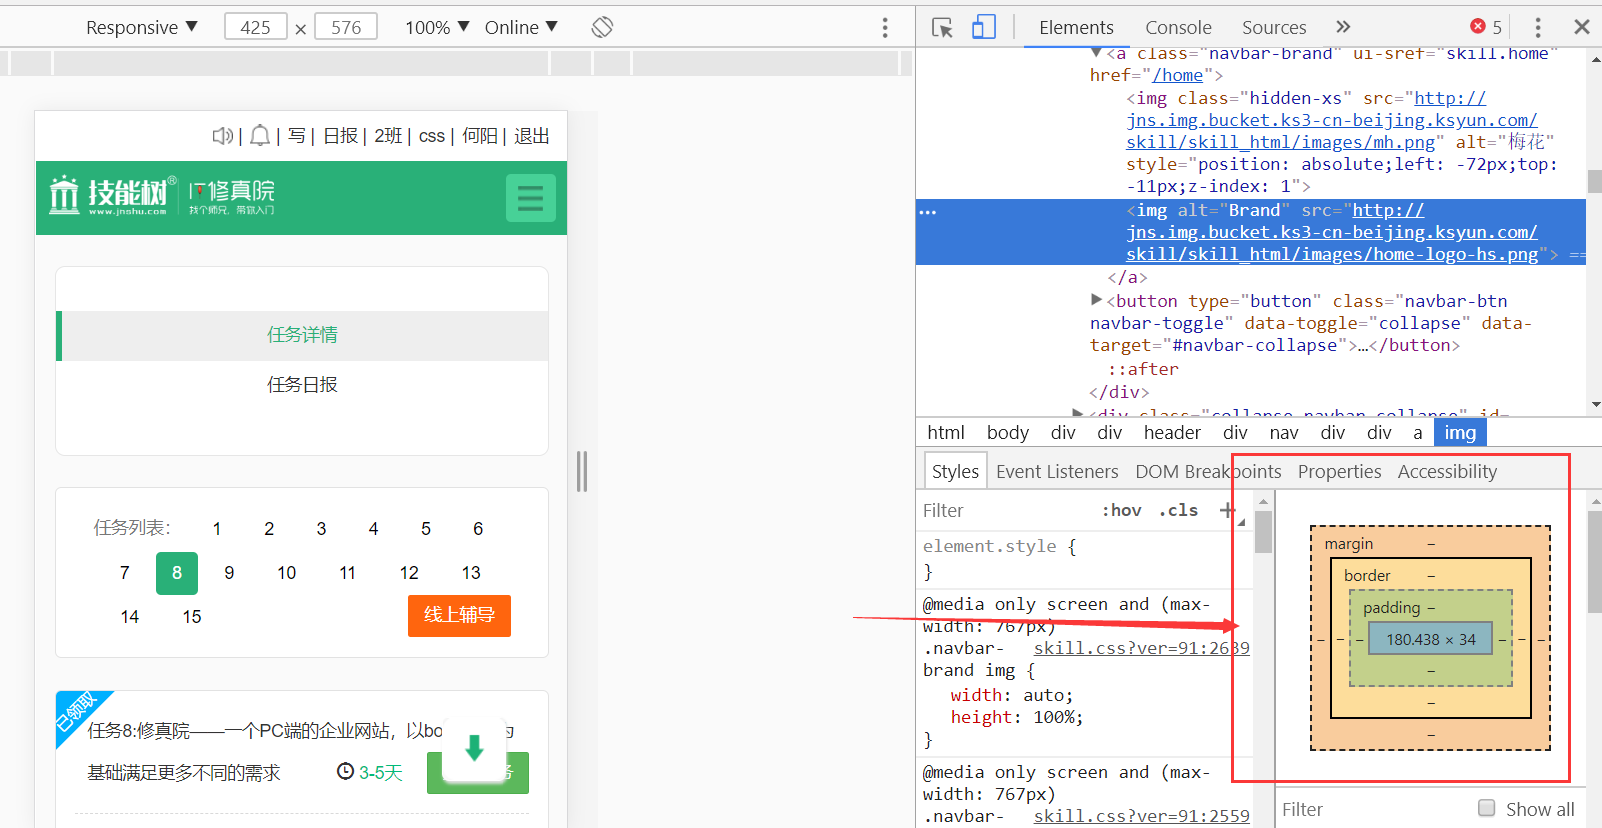 Responsive ▼ 425 × 576 100% ▼ Online ▼
| 写 | 日报 | 2班 | css | 何阳 | 退出
技能树® IT修真院
www.jnshu.com 找个师兄，带你入门
任务详情
任务日报
任务列表： 1 2 3 4 5 6
7 8 9 10 11 12 13
14 15 线上辅导
已领取
任务8:修真院——一个PC端的企业网站，以bo
基础满足更多不同的需求 3-5天
Elements Console Sources » 5
▼<a class="navbar-brand" ui-sref="skill.home"
href="/home">
<img class="hidden-xs" src="http://
jns.img.bucket.ks3-cn-beijing.ksyun.com/
skill/skill_html/images/mh.png" alt="梅花"
style="position: absolute;left: -72px;top:
-11px;z-index: 1">
… <img alt="Brand" src="http://
jns.img.bucket.ks3-cn-beijing.ksyun.com/
skill/skill_html/images/home-logo-hs.png"> ==
</a>
▶<button type="button" class="navbar-btn
navbar-toggle" data-toggle="collapse" data-
target="#navbar-collapse">…</button>
::after
</div>
▶<div class="collapse navbar-collapse" id=
html body div div header div nav div div a img
Styles Event Listeners DOM Breakpoints Properties Accessibility
Filter :hov .cls +
element.style {
}
@media only screen and (max-
width: 767px)
.navbar- skill.css?ver=91:2639
brand img {
width: auto;
height: 100%;
}
@media only screen and (max-
width: 767px)
.navbar- skill.css?ver=91:2559
margin –
border –
padding –
– – – 180.438 × 34 – – –
–
–
–
Filter Show all